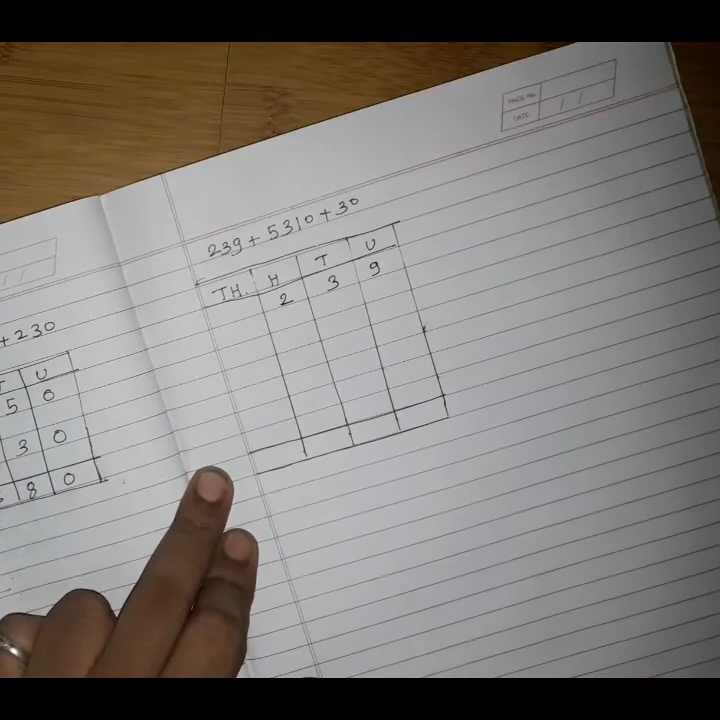 + 230
T U
5 0
3 0
8 0
PAGE NO.
DATE / /
239 + 5310 + 30
TH. H T U
2 3 9